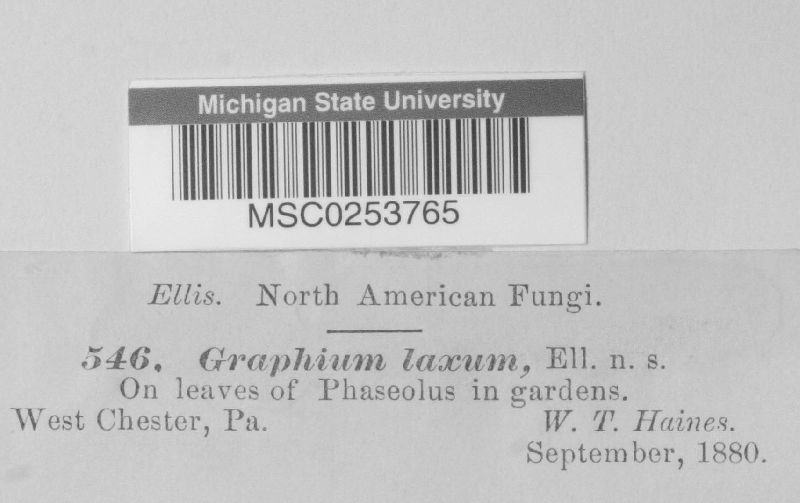 Michigan State University
MSC0253765
Ellis. North American Fungi.
546. Graphium laxum, Ell. n. s.
On leaves of Phaseolus in gardens.
West Chester, Pa. W. T. Haines.
September, 1880.